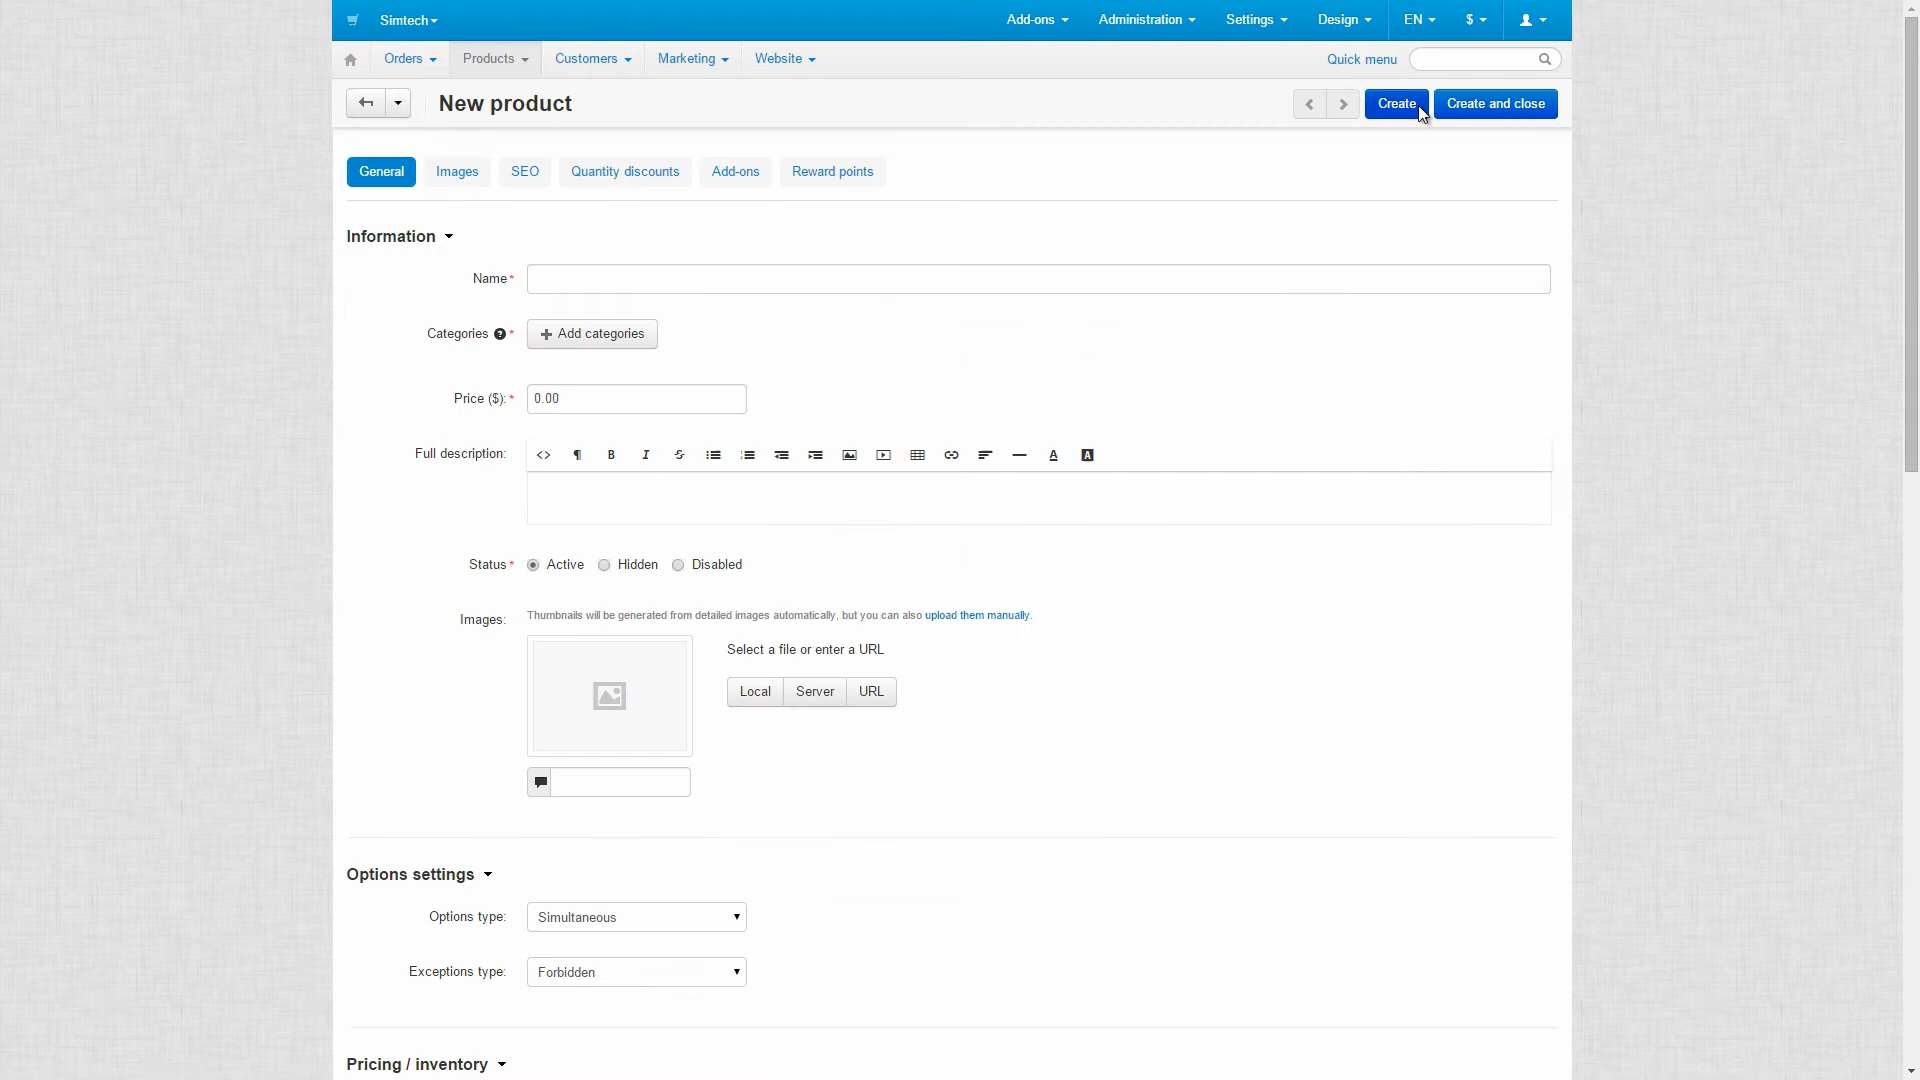 Simtech
Add-ons
Administration
Settings
Design
EN
$
Orders
Products
Customers
Marketing
Website
Quick menu
New product
Create
Create and close
General
Images
SEO
Quantity discounts
Add-ons
Reward points
Information
Name*
Categories ? *
Add categories
Price ($): *
0.00
Full description:
Status*
Active
Hidden
Disabled
Images:
Thumbnails will be generated from detailed images automatically, but you can also upload them manually.
Select a file or enter a URL
Local
Server
URL
Options settings
Options type:
Simultaneous
Exceptions type:
Forbidden
Pricing / inventory